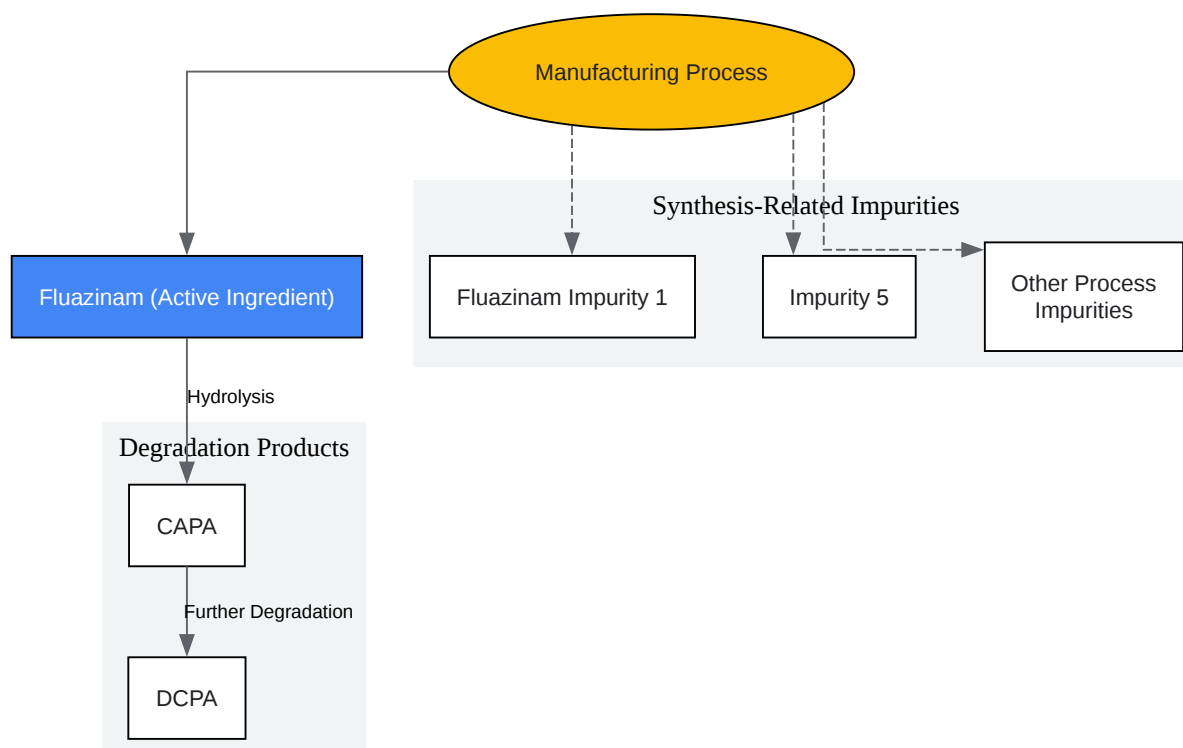 Manufacturing Process
Synthesis-Related Impurities
Fluazinam (Active Ingredient)
Fluazinam Impurity 1
Impurity 5
Other Process
Impurities
Hydrolysis
Degradation Products
CAPA
Further Degradation
DCPA